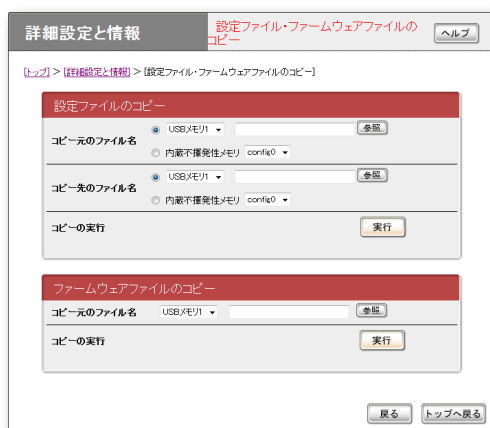 詳細設定と情報
設定ファイル・ファームウェアファイルの
コピー
ヘルプ
[トップ] > [詳細設定と情報] > [設定ファイル・ファームウェアファイルのコピー]
設定ファイルのコピー
コピー元のファイル名 USBメモリ1 参照
内蔵不揮発性メモリ config0
コピー先のファイル名 USBメモリ1 参照
内蔵不揮発性メモリ config0
コピーの実行 実行
ファームウェアファイルのコピー
コピー元のファイル名 USBメモリ1 参照
コピーの実行 実行
戻る トップへ戻る